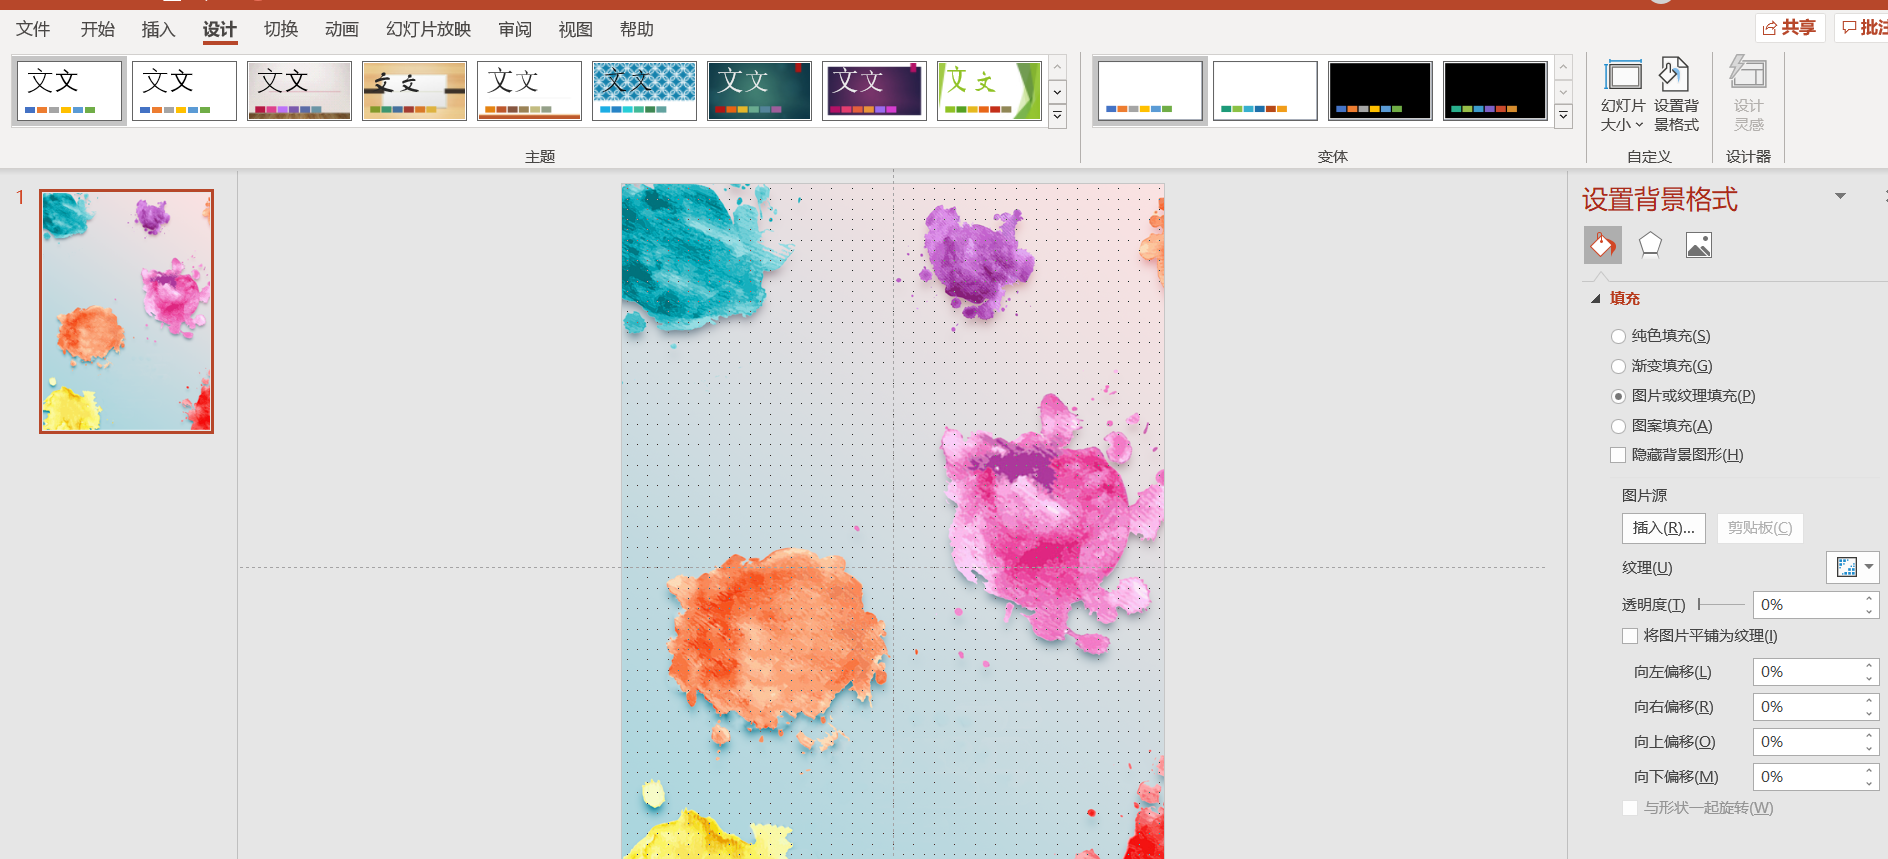 文件 开始 插入 设计 切换 动画 幻灯片放映 审阅 视图 帮助 共享 批注
文文 文文 文文 文文 文文 文文 文文 文文 文文
幻灯片
大小
设置背
景格式
设计
灵感
主题 变体 自定义 设计器
1
设置背景格式
填充
纯色填充(S)
渐变填充(G)
图片或纹理填充(P)
图案填充(A)
隐藏背景图形(H)
图片源
插入(R)... 剪贴板(C)
纹理(U)
透明度(T) 0%
将图片平铺为纹理(I)
向左偏移(L) 0%
向右偏移(R) 0%
向上偏移(O) 0%
向下偏移(M) 0%
与形状一起旋转(W)